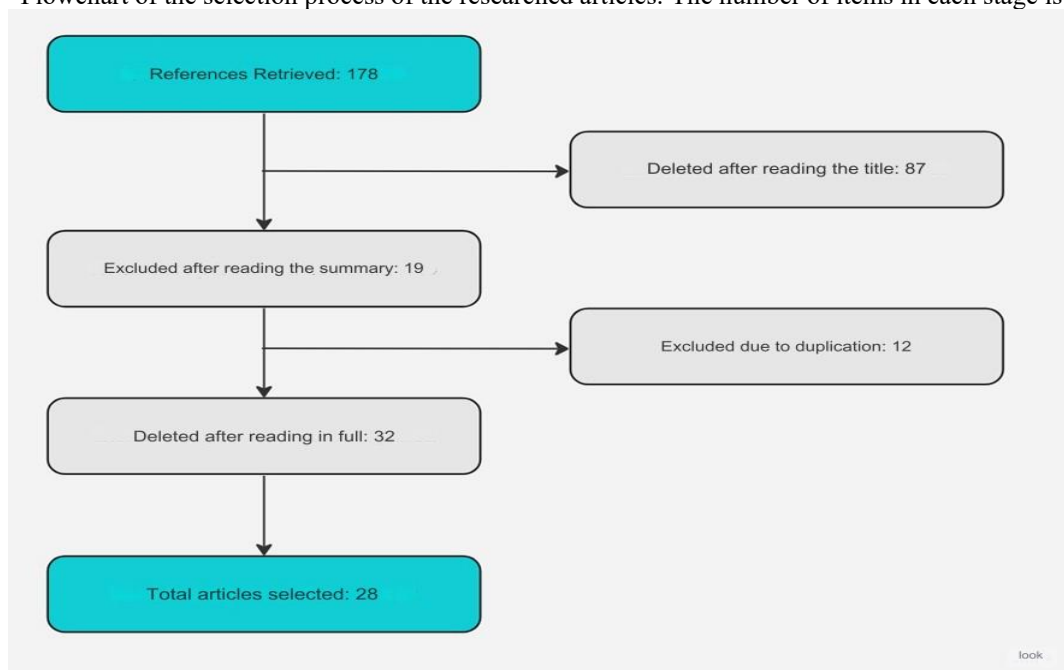 Flowchart of the selection process of the researched articles. The number of items in each stage is
References Retrieved: 178
Deleted after reading the title: 87
Excluded after reading the summary: 19
Excluded due to duplication: 12
Deleted after reading in full: 32
Total articles selected: 28
look